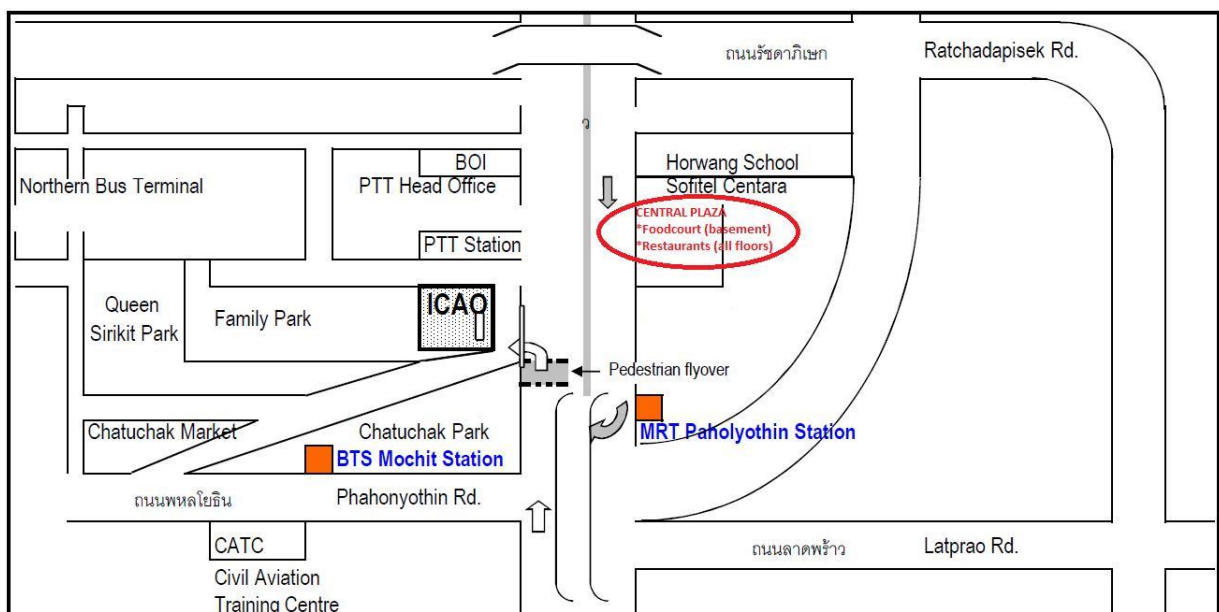 ถนนรัชดาภิเษก
Ratchadapisek Rd.
ว
BOI
Horwang School
Northern Bus Terminal
PTT Head Office
Sofitel Centara
CENTRAL PLAZA
*Foodcourt (basement)
*Restaurants (all floors)
PTT Station
ICAO
Queen
Sirikit Park
Family Park
Pedestrian flyover
Chatuchak Market
Chatuchak Park
MRT Paholyothin Station
BTS Mochit Station
ถนนพหลโยธิน
Phahonyothin Rd.
CATC
ถนนลาดพร้าว
Latprao Rd.
Civil Aviation
Training Centre